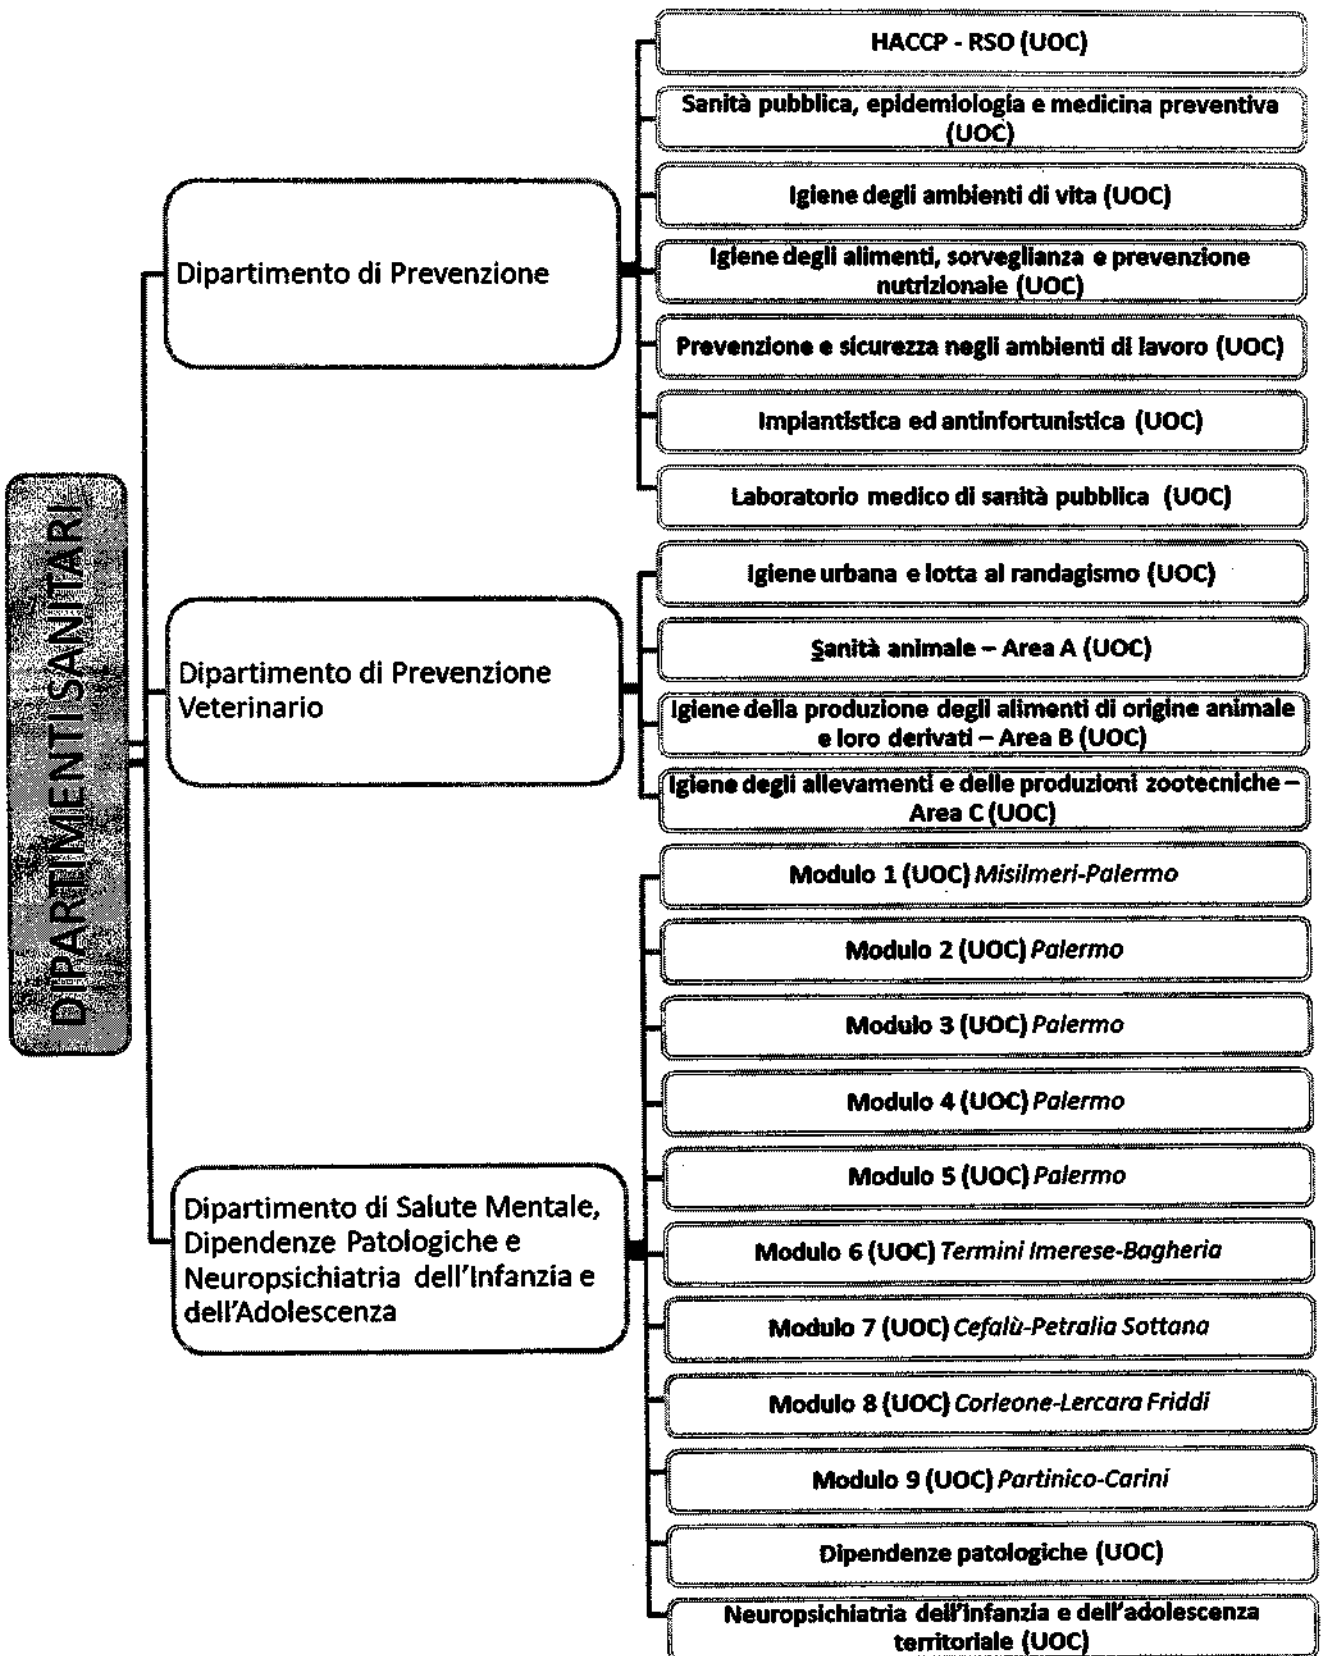 DIPARTIMENTI SANITARI
Dipartimento di Prevenzione
HACCP - RSO (UOC)
Sanità pubblica, epidemiologia e medicina preventiva
(UOC)
Igiene degli ambienti di vita (UOC)
Igiene degli alimenti, sorveglianza e prevenzione
nutrizionale (UOC)
Prevenzione e sicurezza negli ambienti di lavoro (UOC)
Impiantistica ed antinfortunistica (UOC)
Laboratorio medico di sanità pubblica (UOC)
Dipartimento di Prevenzione
Veterinario
Igiene urbana e lotta al randagismo (UOC)
Sanità animale – Area A (UOC)
Igiene della produzione degli alimenti di origine animale
e loro derivati – Area B (UOC)
Igiene degli allevamenti e delle produzioni zootecniche –
Area C (UOC)
Dipartimento di Salute Mentale,
Dipendenze Patologiche e
Neuropsichiatria dell'Infanzia e
dell'Adolescenza
Modulo 1 (UOC) Misilmeri-Palermo
Modulo 2 (UOC) Palermo
Modulo 3 (UOC) Palermo
Modulo 4 (UOC) Palermo
Modulo 5 (UOC) Palermo
Modulo 6 (UOC) Termini Imerese-Bagheria
Modulo 7 (UOC) Cefalù-Petralia Sottana
Modulo 8 (UOC) Corleone-Lercara Friddi
Modulo 9 (UOC) Partinico-Carini
Dipendenze patologiche (UOC)
Neuropsichiatria dell'infanzia e dell'adolescenza
territoriale (UOC)